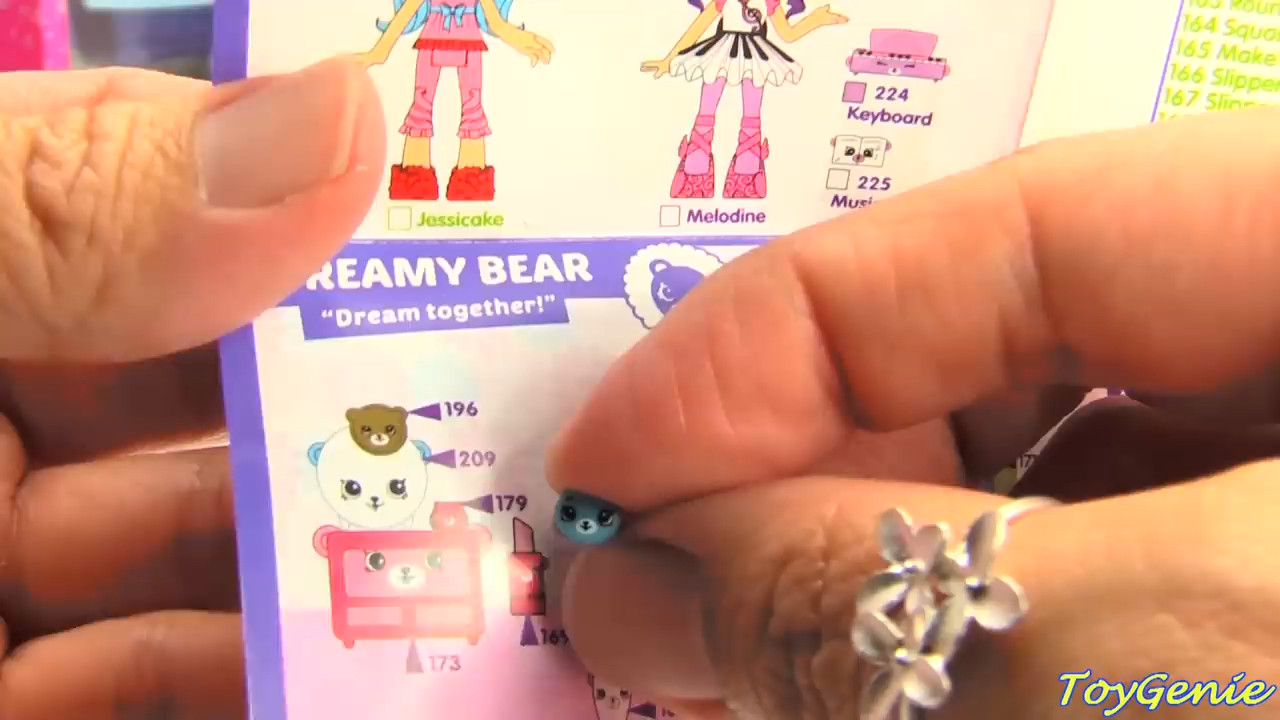 164
165 Make
166 Slipper
167
224
Keyboard
225
Jessicake
Melodine
REAMY BEAR
"Dream together!"
196
209
179
173
ToyGenie